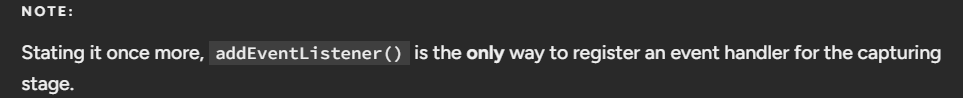 NOTE:
Stating it once more, addEventListener() is the only way to register an event handler for the capturing
stage.